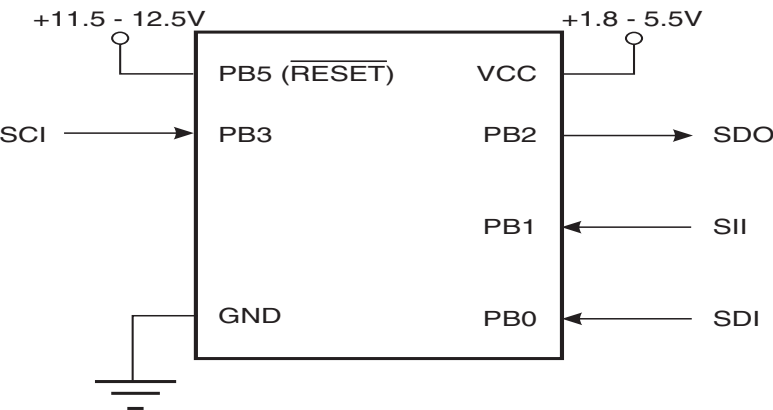 +11.5 - 12.5V
+1.8 - 5.5V
PB5 (RESET)
VCC
SCI
PB3
PB2
SDO
PB1
SII
GND
PB0
SDI